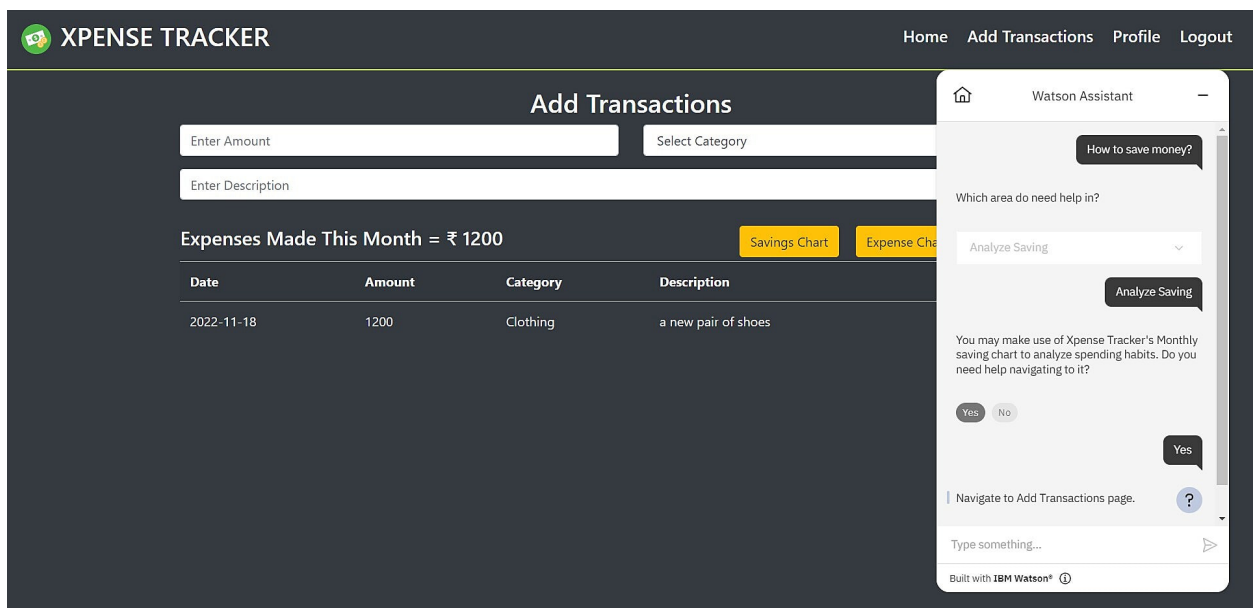 XPENSE TRACKER
Home Add Transactions Profile Logout
Add Transactions
Enter Amount
Select Category
Enter Description
Expenses Made This Month = ₹ 1200
Savings Chart
Expense Cha
Date Amount Category Description
2022-11-18 1200 Clothing a new pair of shoes
Watson Assistant
How to save money?
Which area do need help in?
Analyze Saving
Analyze Saving
You may make use of Xpense Tracker's Monthly
saving chart to analyze spending habits. Do you
need help navigating to it?
Yes No
Yes
Navigate to Add Transactions page.
?
Type something...
Built with IBM Watson®